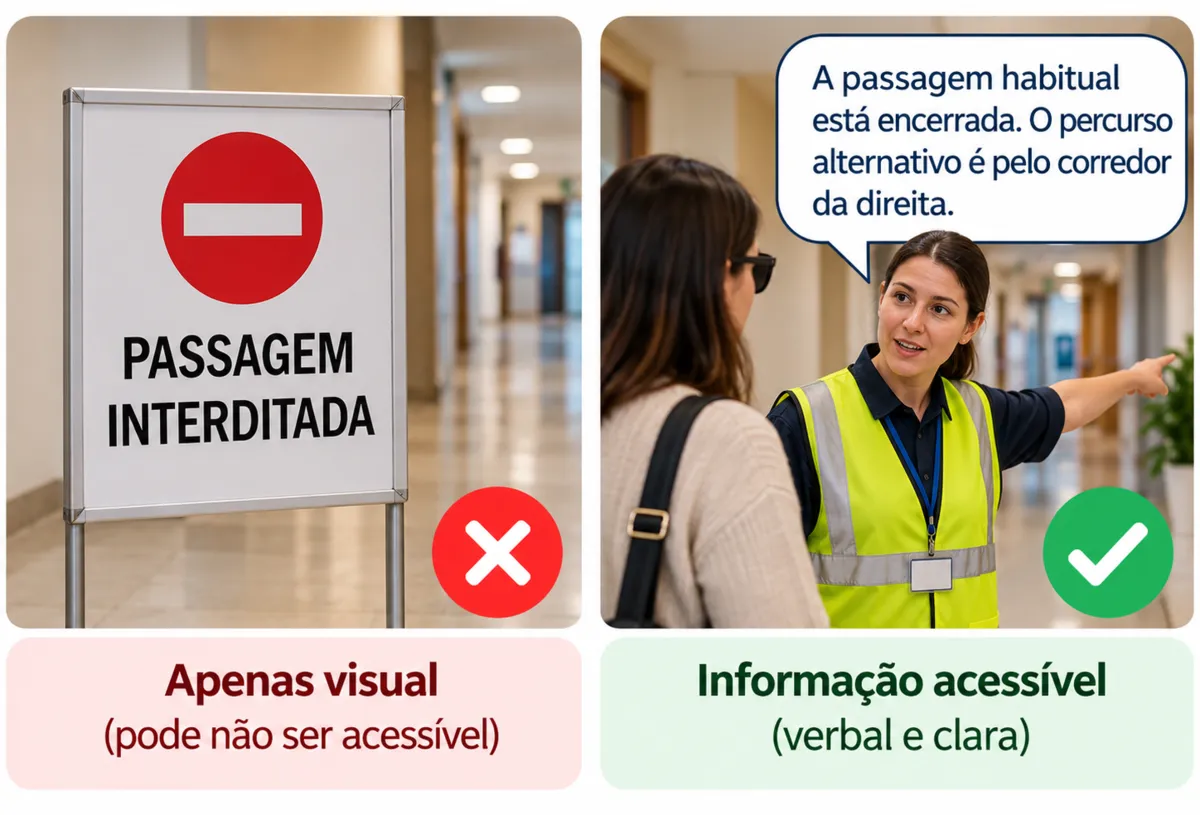 PASSAGEM
INTERDITADA
A passagem habitual
está encerrada. O percurso
alternativo é pelo corredor
da direita.
Apenas visual
(pode não ser acessível)
Informação acessível
(verbal e clara)